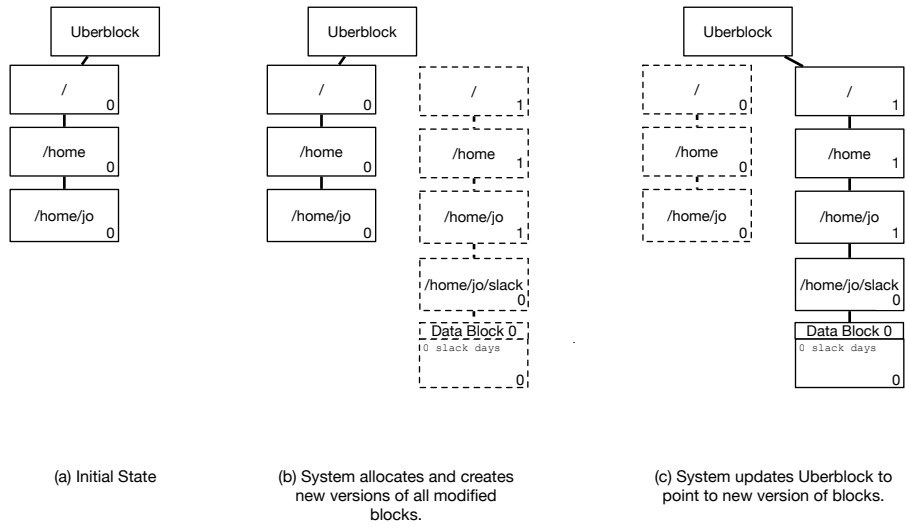 Uberblock
/
0
/home
0
/home/jo
0
(a) Initial State
Uberblock
/
0
/home
0
/home/jo
0
/
1
/home
1
/home/jo
1
/home/jo/slack
0
Data Block 0
0 slack days
0
(b) System allocates and creates
new versions of all modified
blocks.
Uberblock
/
0
/home
0
/home/jo
0
/
1
/home
1
/home/jo
1
/home/jo/slack
0
Data Block 0
0 slack days
0
(c) System updates Uberblock to
point to new version of blocks.